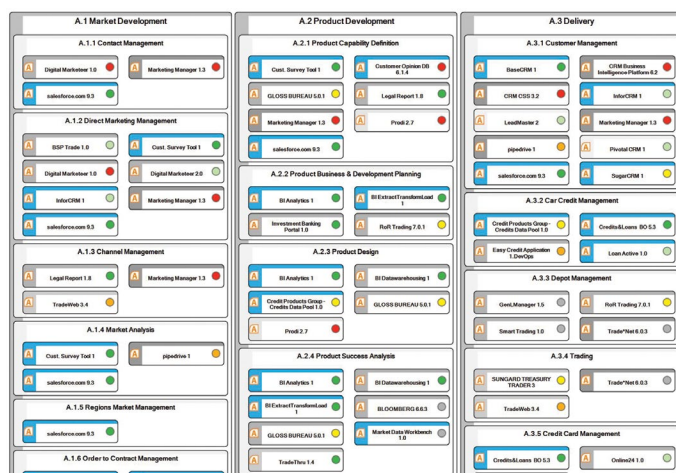 A.1 Market Development
A.1.1 Contact Management
A Digital Marketeer 1.0
A Marketing Manager 1.3
A salesforce.com 9.3
A.1.2 Direct Marketing Management
A BSP Trade 1.0
A Cust. Survey Tool 1
A Digital Marketeer 1.0
A Digital Marketeer 2.0
A InforCRM 1
A Marketing Manager 1.3
A salesforce.com 9.3
A.1.3 Channel Management
A Legal Report 1.8
A Marketing Manager 1.3
A TradeWeb 3.4
A.1.4 Market Analysis
A Cust. Survey Tool 1
A pipedrive 1
A salesforce.com 9.3
A.1.5 Regions Market Management
A salesforce.com 9.3
A.1.6 Order to Contract Management
A.2 Product Development
A.2.1 Product Capability Definition
A Cust. Survey Tool 1
A Customer Opinion DB
6.1.4
A GLOSS BUREAU 5.0.1
A Legal Report 1.8
A Marketing Manager 1.3
A Prodi 2.7
A salesforce.com 9.3
A.2.2 Product Business & Development Planning
A BI Analytics 1
A BI ExtractTransformLoad
1
A Investment Banking
Portal 1.0
A RoR Trading 7.0.1
A.2.3 Product Design
A BI Analytics 1
A BI Datawarehousing 1
A Credit Products Group -
Credits Data Pool 1.0
A GLOSS BUREAU 5.0.1
A Prodi 2.7
A.2.4 Product Success Analysis
A BI Analytics 1
A BI Datawarehousing 1
A BI ExtractTransformLoad
1
A BLOOMBERG 6.6.3
A GLOSS BUREAU 5.0.1
A Market Data Workbench
1.0
A TradeThru 1.4
A.3 Delivery
A.3.1 Customer Management
A BaseCRM 1
A CRM Business
Intelligence Platform 6.2
A CRM CSS 3.2
A InforCRM 1
A LeadMaster 2
A Marketing Manager 1.3
A pipedrive 1
A Pivotal CRM 1
A salesforce.com 9.3
A SugarCRM 1
A.3.2 Car Credit Management
A Credit Products Group -
Credits Data Pool 1.0
A Credits&Loans BO 5.3
A Easy Credit Application
1.DevOps
A Loan Active 1.0
A.3.3 Depot Management
A GenLManager 1.5
A RoR Trading 7.0.1
A Smart Trading 1.0
A Trade*Net 6.0.3
A.3.4 Trading
A SUNGARD TREASURY
TRADER 3
A Trade*Net 6.0.3
A TradeWeb 3.4
A.3.5 Credit Card Management
A Credits&Loans BO 5.3
A Online24 1.0